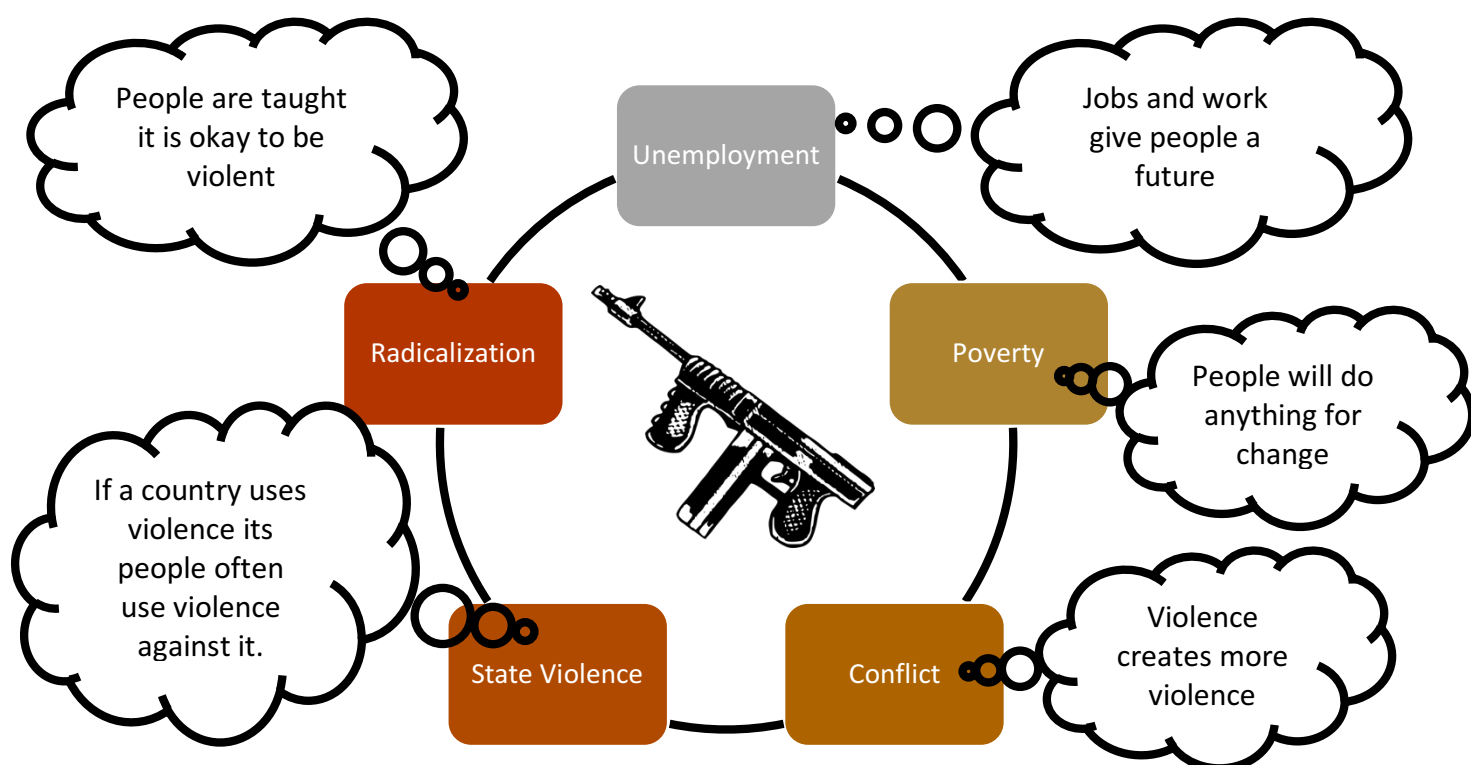 People are taught
it is okay to be
violent
Unemployment
Jobs and work
give people a
future
Radicalization
Poverty
People will do
anything for
change
If a country uses
violence its
people often
use violence
against it.
State Violence
Conflict
Violence
creates more
violence